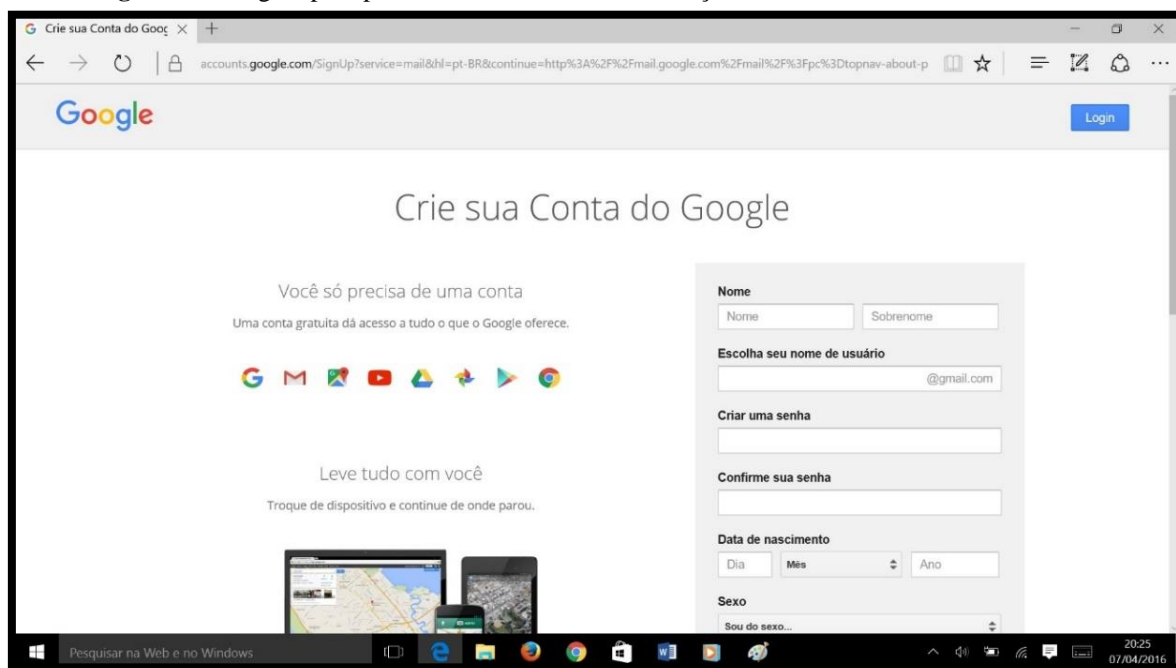 Crie sua Conta do Goog
accounts.google.com/SignUp?service=mail&hl=pt-BR&continue=http%3A%2F%2Fmail.google.com%2Fmail%2F%3Fpc%3Dtopnav-about-p
Google
Login
Crie sua Conta do Google
Você só precisa de uma conta
Uma conta gratuita dá acesso a tudo o que o Google oferece.
Leve tudo com você
Troque de dispositivo e continue de onde parou.
Nome
Nome Sobrenome
Escolha seu nome de usuário
@gmail.com
Criar uma senha
Confirme sua senha
Data de nascimento
Dia Mês Ano
Sexo
Sou do sexo...
Pesquisar na Web e no Windows
20:25
07/04/2016